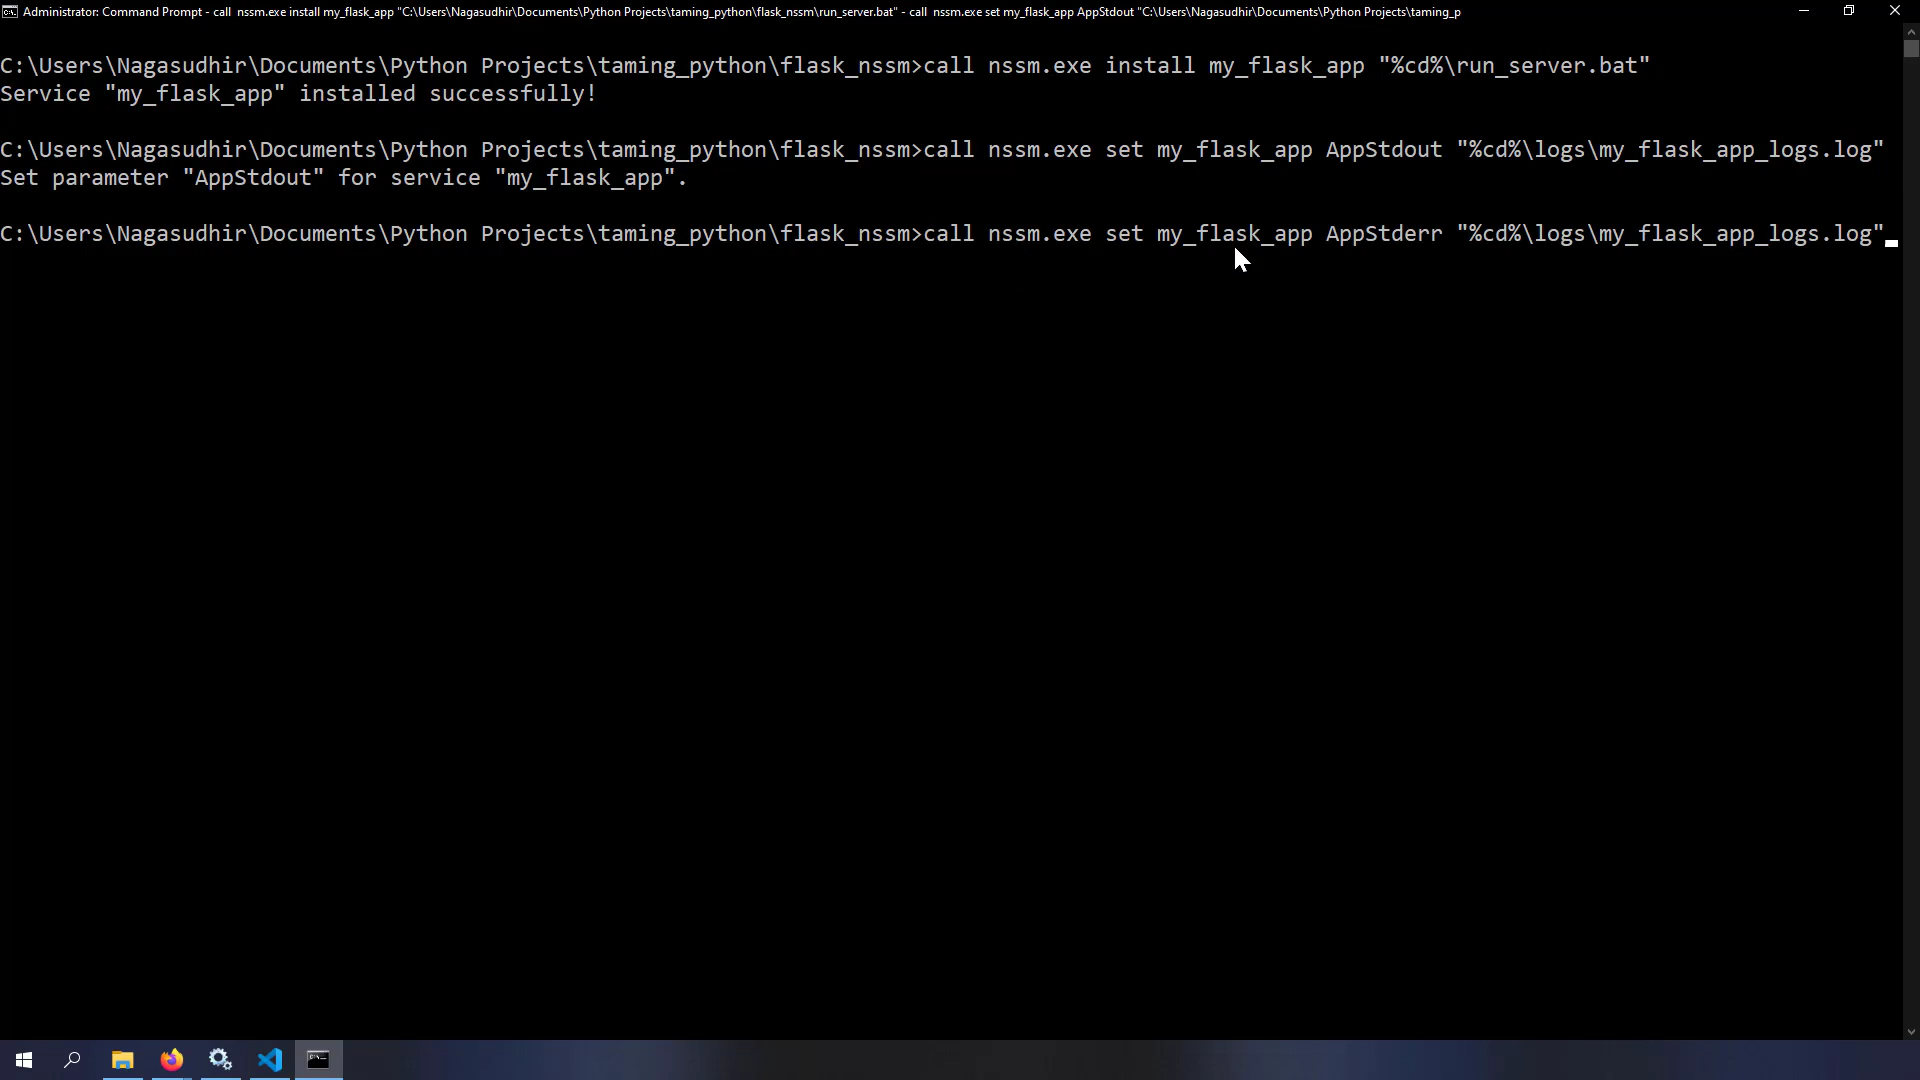 Administrator: Command Prompt - call  nssm.exe install my_flask_app "C:\Users\Nagasudhir\Documents\Python Projects\taming_python\flask_nssm\run_server.bat" - call  nssm.exe set my_flask_app AppStdout "C:\Users\Nagasudhir\Documents\Python Projects\taming_p
C:\Users\Nagasudhir\Documents\Python Projects\taming_python\flask_nssm>call nssm.exe install my_flask_app "%cd%\run_server.bat"
Service "my_flask_app" installed successfully!
C:\Users\Nagasudhir\Documents\Python Projects\taming_python\flask_nssm>call nssm.exe set my_flask_app AppStdout "%cd%\logs\my_flask_app_logs.log"
Set parameter "AppStdout" for service "my_flask_app".
C:\Users\Nagasudhir\Documents\Python Projects\taming_python\flask_nssm>call nssm.exe set my_flask_app AppStderr "%cd%\logs\my_flask_app_logs.log"